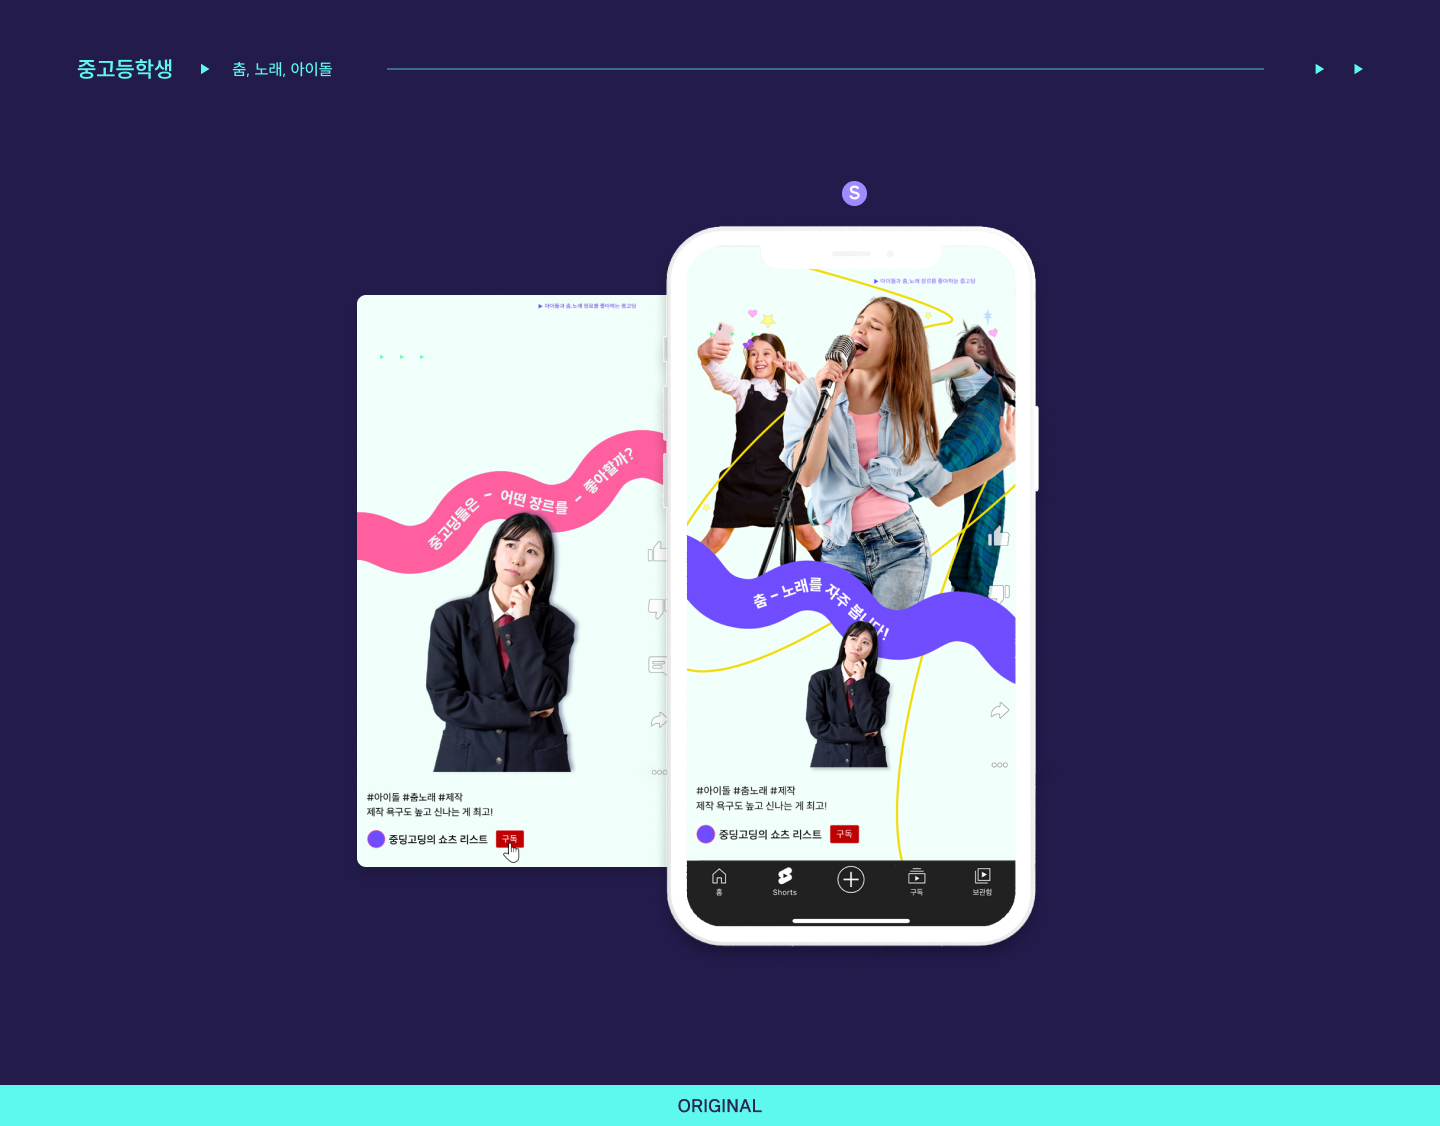 중고등학생 ▶ 춤, 노래, 아이돌
S
▶ 아이돌과 춤,노래 장르를 좋아하는 중고딩
중고딩들은 - 어떤 장르를 - 좋아할까?
#아이돌 #춤노래 #제작
제작 욕구도 높고 신나는 게 최고!
중딩고딩의 쇼츠 리스트
구독
▶ 아이돌과 춤,노래 장르를 좋아하는 중고딩
춤 - 노래를 자주 봅니다!
#아이돌 #춤노래 #제작
제작 욕구도 높고 신나는 게 최고!
중딩고딩의 쇼츠 리스트
구독
홈
Shorts
구독
보관함
ORIGINAL